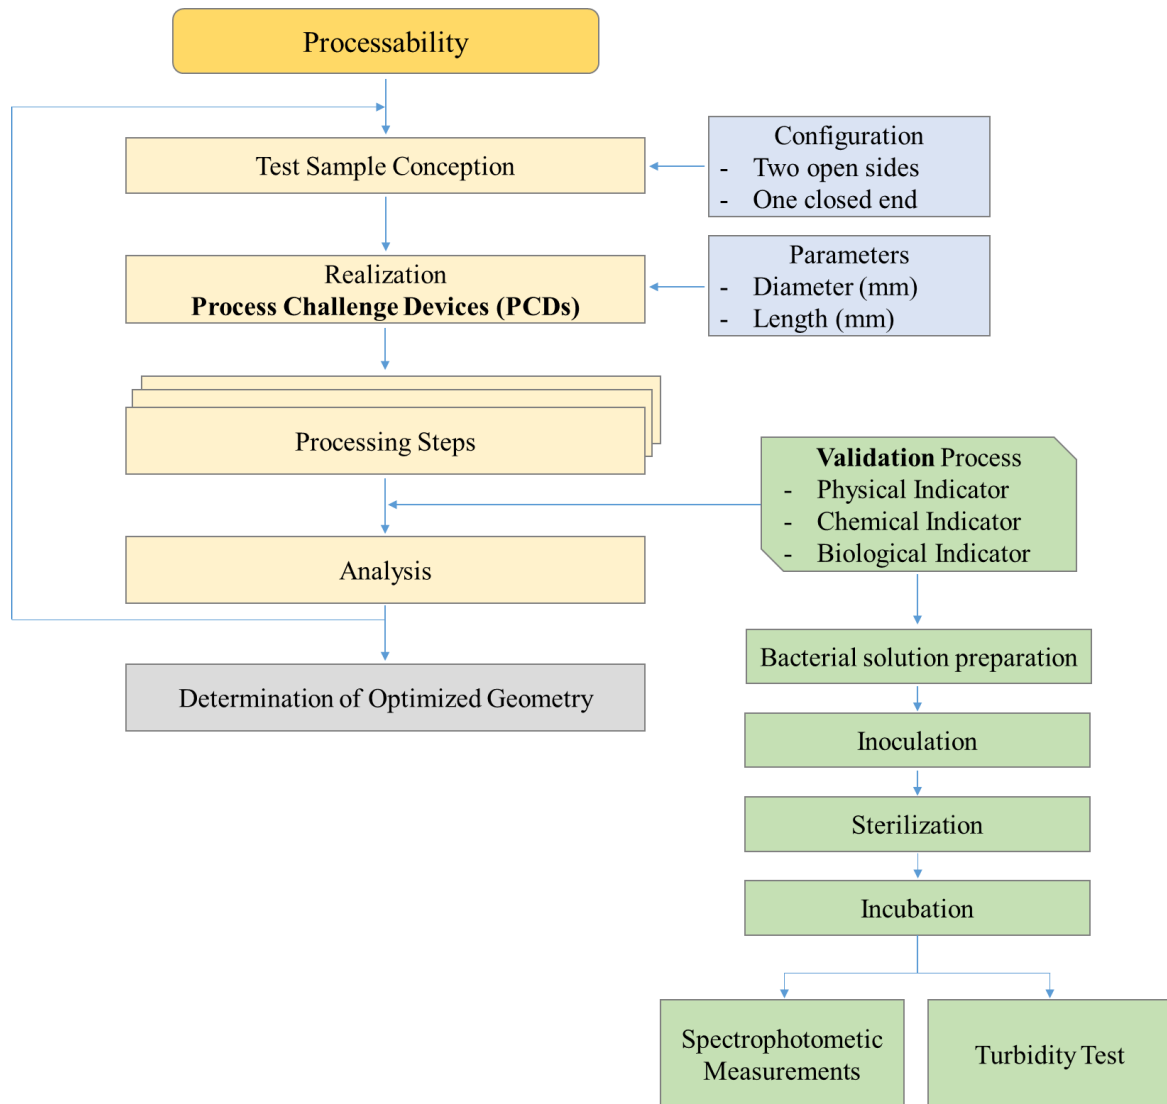 Processability
Test Sample Conception
Configuration
- Two open sides
- One closed end
Realization
Process Challenge Devices (PCDs)
Parameters
- Diameter (mm)
- Length (mm)
Processing Steps
Validation Process
- Physical Indicator
- Chemical Indicator
- Biological Indicator
Analysis
Determination of Optimized Geometry
Bacterial solution preparation
Inoculation
Sterilization
Incubation
Spectrophotometic
Measurements
Turbidity Test